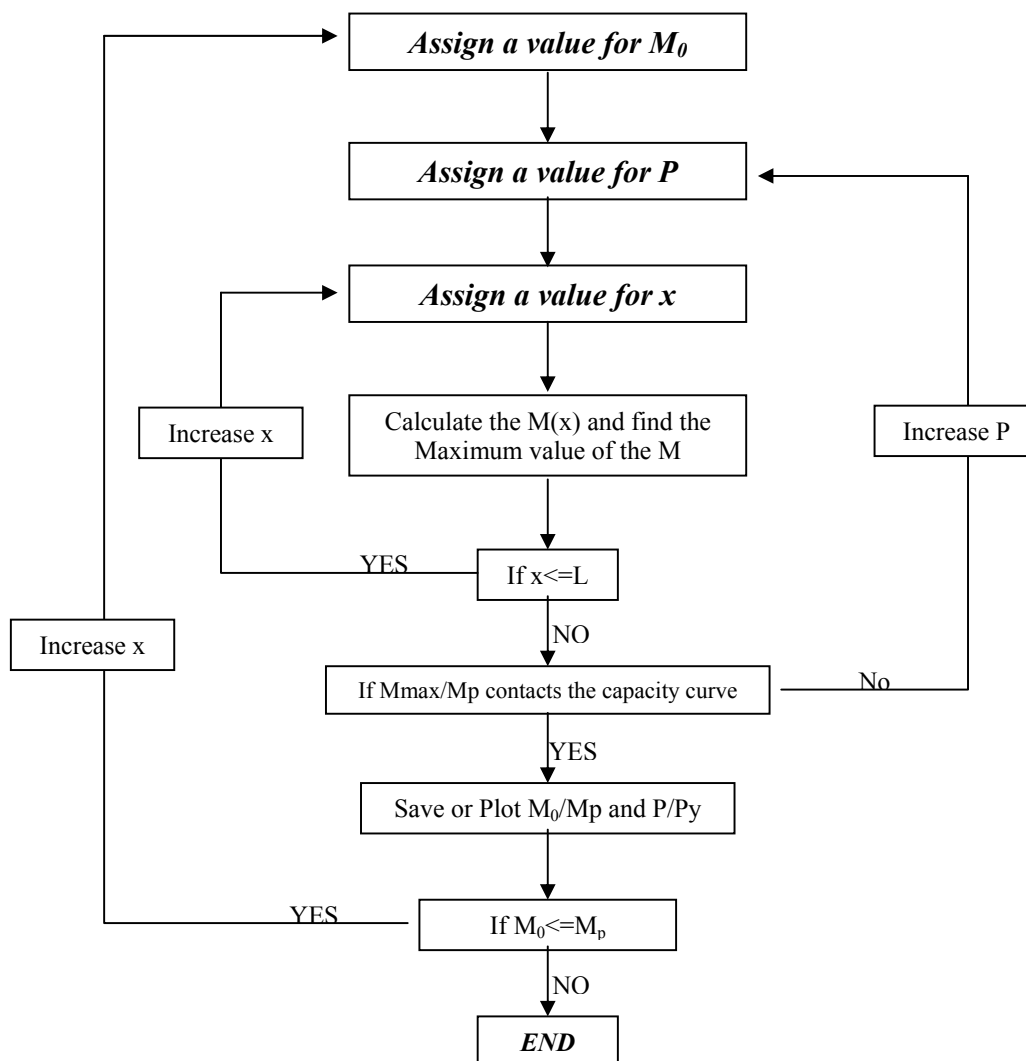 Assign a value for M₀
Assign a value for P
Assign a value for x
Calculate the M(x) and find the
Maximum value of the M
Increase x
Increase P
YES
If x<=L
NO
Increase x
If Mmax/Mp contacts the capacity curve
No
YES
Save or Plot M₀/Mp and P/Py
YES
If M₀<=Mₚ
NO
END